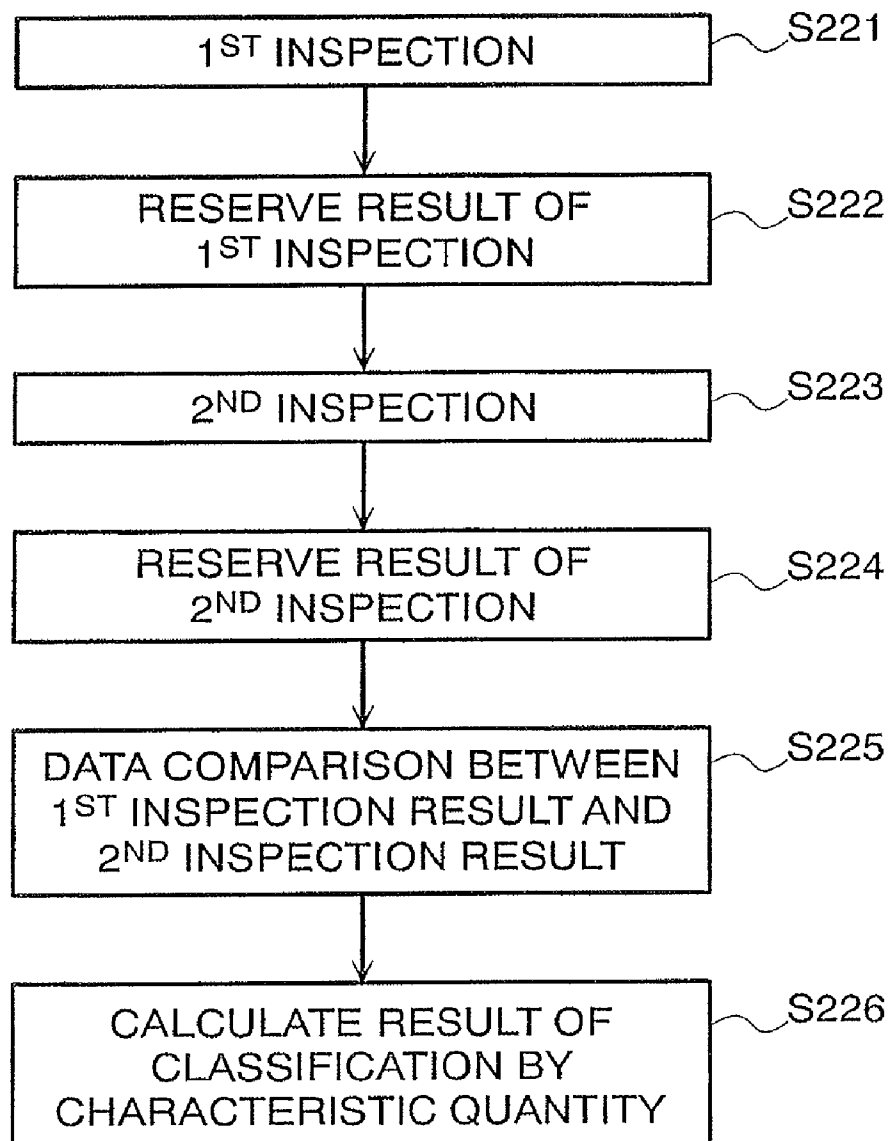 1ST INSPECTION
S221
RESERVE RESULT OF
1ST INSPECTION
S222
2ND INSPECTION
S223
RESERVE RESULT OF
2ND INSPECTION
S224
DATA COMPARISON BETWEEN
1ST INSPECTION RESULT AND
2ND INSPECTION RESULT
S225
CALCULATE RESULT OF
CLASSIFICATION BY
CHARACTERISTIC QUANTITY
S226